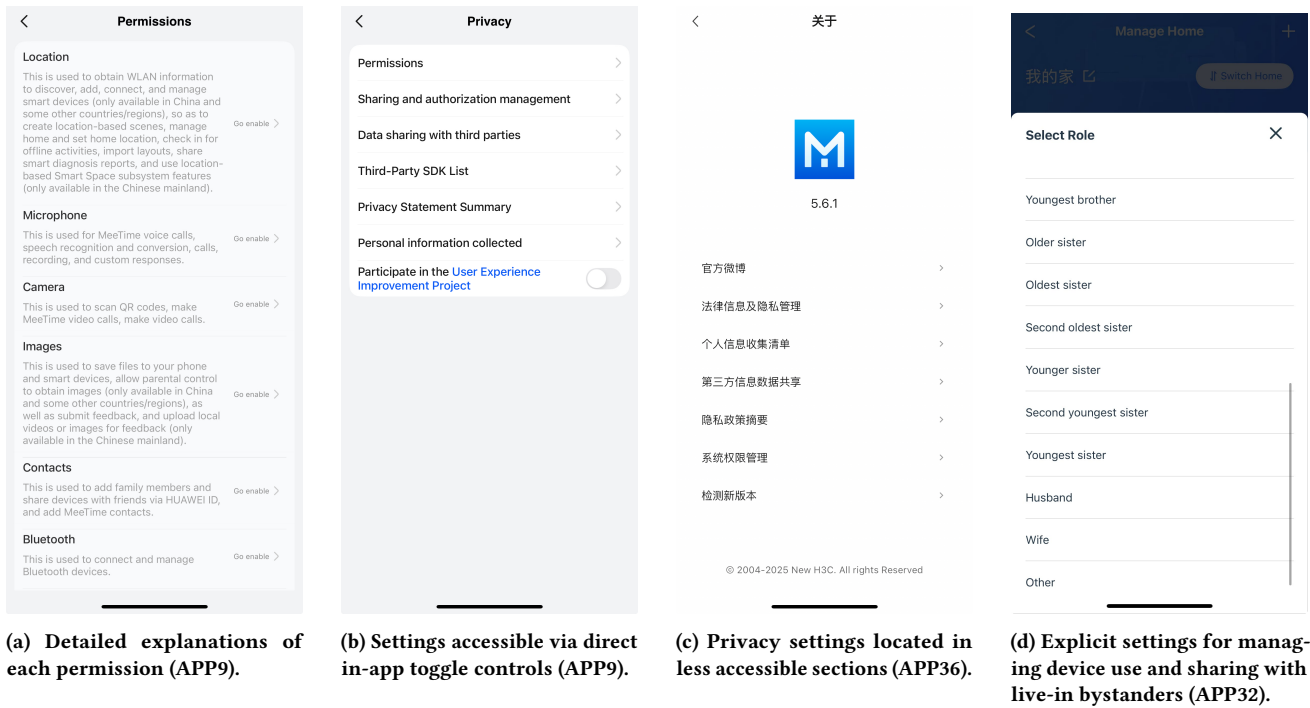 Permissions
Location
This is used to obtain WLAN information
to discover, add, connect, and manage
smart devices (only available in China and
some other countries/regions), so as to
create location-based scenes, manage
home and set home location, check in for
offline activities, import layouts, share
smart diagnosis reports, and use location-
based Smart Space subsystem features
(only available in the Chinese mainland).
Go enable
Microphone
This is used for MeeTime voice calls,
speech recognition and conversion, calls,
recording, and custom responses.
Go enable
Camera
This is used to scan QR codes, make
MeeTime video calls, make video calls.
Go enable
Images
This is used to save files to your phone
and smart devices, allow parental control
to obtain images (only available in China
and some other countries/regions), as
well as submit feedback, and upload local
videos or images for feedback (only
available in the Chinese mainland).
Go enable
Contacts
This is used to add family members and
share devices with friends via HUAWEI ID,
and add MeeTime contacts.
Go enable
Bluetooth
This is used to connect and manage
Bluetooth devices.
Go enable
(a) Detailed explanations of
each permission (APP9).
Privacy
Permissions
Sharing and authorization management
Data sharing with third parties
Third-Party SDK List
Privacy Statement Summary
Personal information collected
Participate in the User Experience
Improvement Project
(b) Settings accessible via direct
in-app toggle controls (APP9).
关于
5.6.1
官方微博
法律信息及隐私管理
个人信息收集清单
第三方信息数据共享
隐私政策摘要
系统权限管理
检测新版本
© 2004-2025 New H3C. All rights Reserved
(c) Privacy settings located in
less accessible sections (APP36).
Manage Home
我的家
Switch Home
Select Role
Youngest brother
Older sister
Oldest sister
Second oldest sister
Younger sister
Second youngest sister
Youngest sister
Husband
Wife
Other
(d) Explicit settings for manag-
ing device use and sharing with
live-in bystanders (APP32).